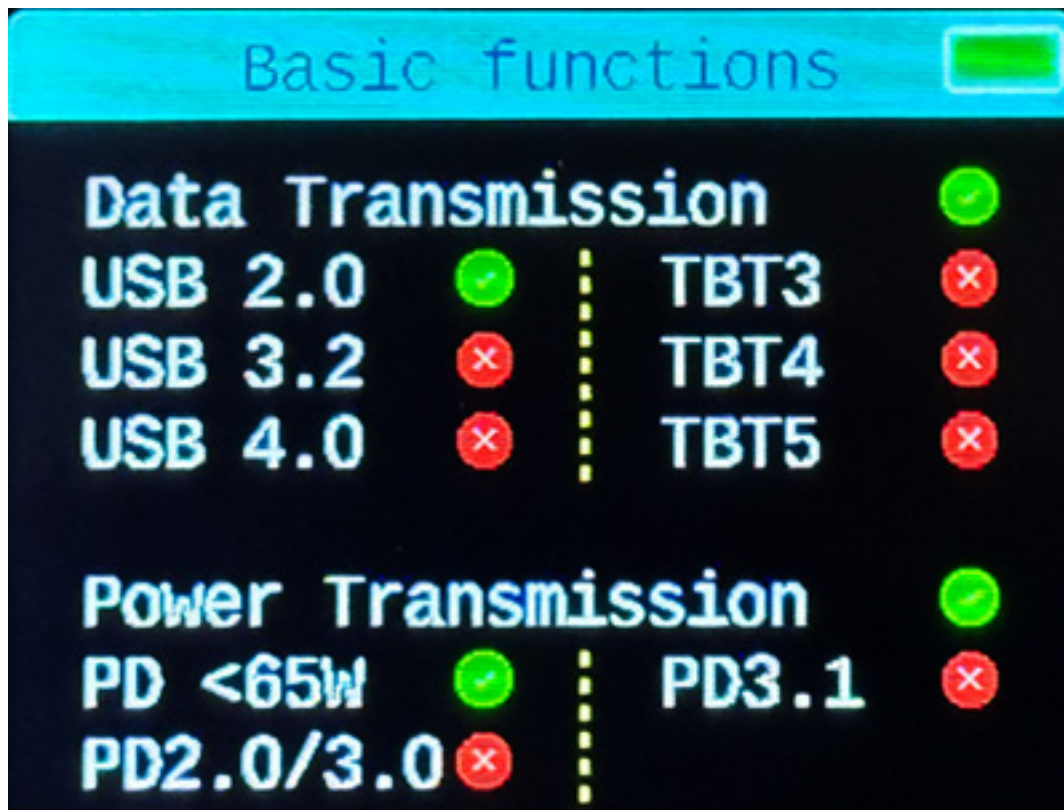 Basic functions
Data Transmission
USB 2.0 TBT3
USB 3.2 TBT4
USB 4.0 TBT5
Power Transmission
PD <65W PD3.1
PD2.0/3.0